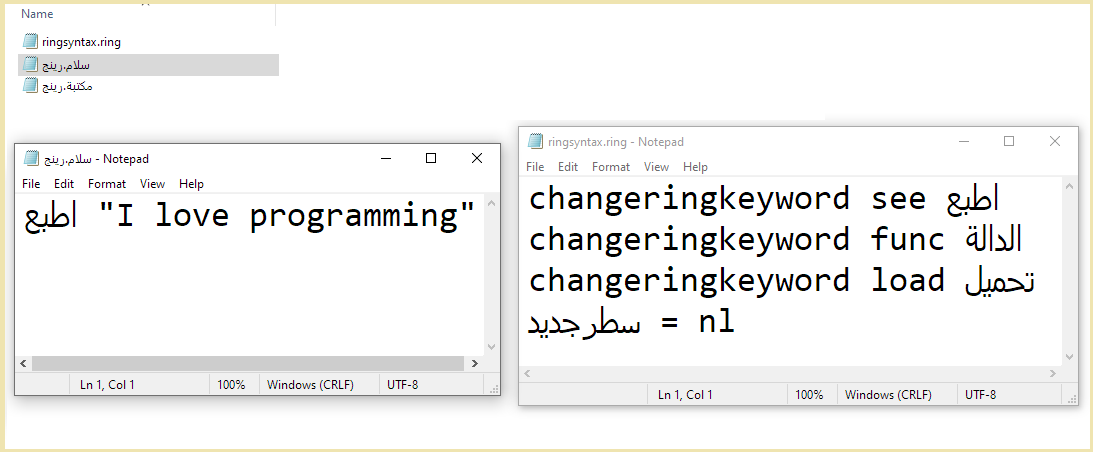 Name
ringsyntax.ring
سلام.رينج
مكتبة.رينج
سلام.رينج - Notepad
File Edit Format View Help
اطبع "I love programming"
Ln 1, Col 1 100% Windows (CRLF) UTF-8
ringsyntax.ring - Notepad
File Edit Format View Help
changeringkeyword see اطبع
changeringkeyword func الدالة
changeringkeyword load تحميل
سطرجديد = nl
Ln 1, Col 1 100% Windows (CRLF) UTF-8